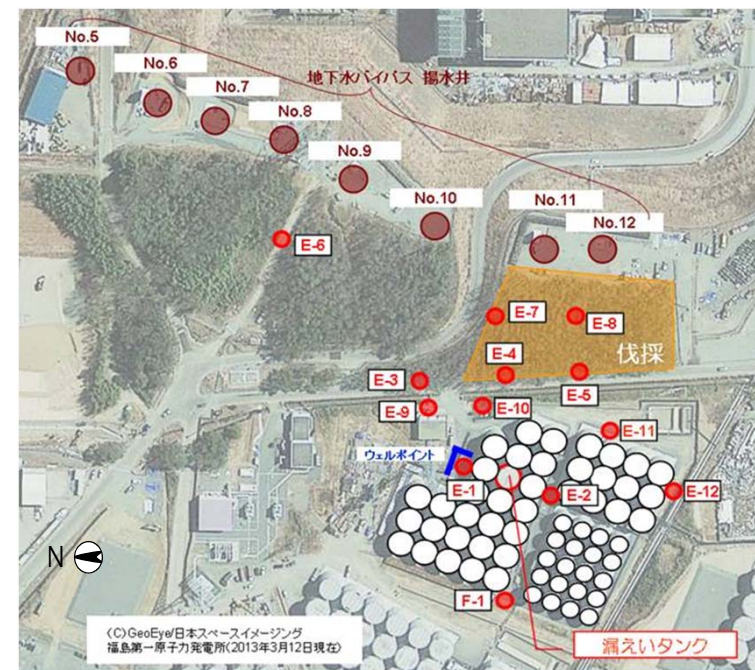 No.5
No.6
No.7
地下水バイパス 揚水井
No.8
No.9
No.10
No.11
No.12
E-6
E-7
E-8
伐採
E-4
E-3
E-5
E-9
E-10
E-11
ウェルポイント
E-1
E-2
E-12
N
F-1
(C)GeoEye/日本スペースイメージング
福島第一原子力発電所(2013年3月12日現在)
漏えいタンク